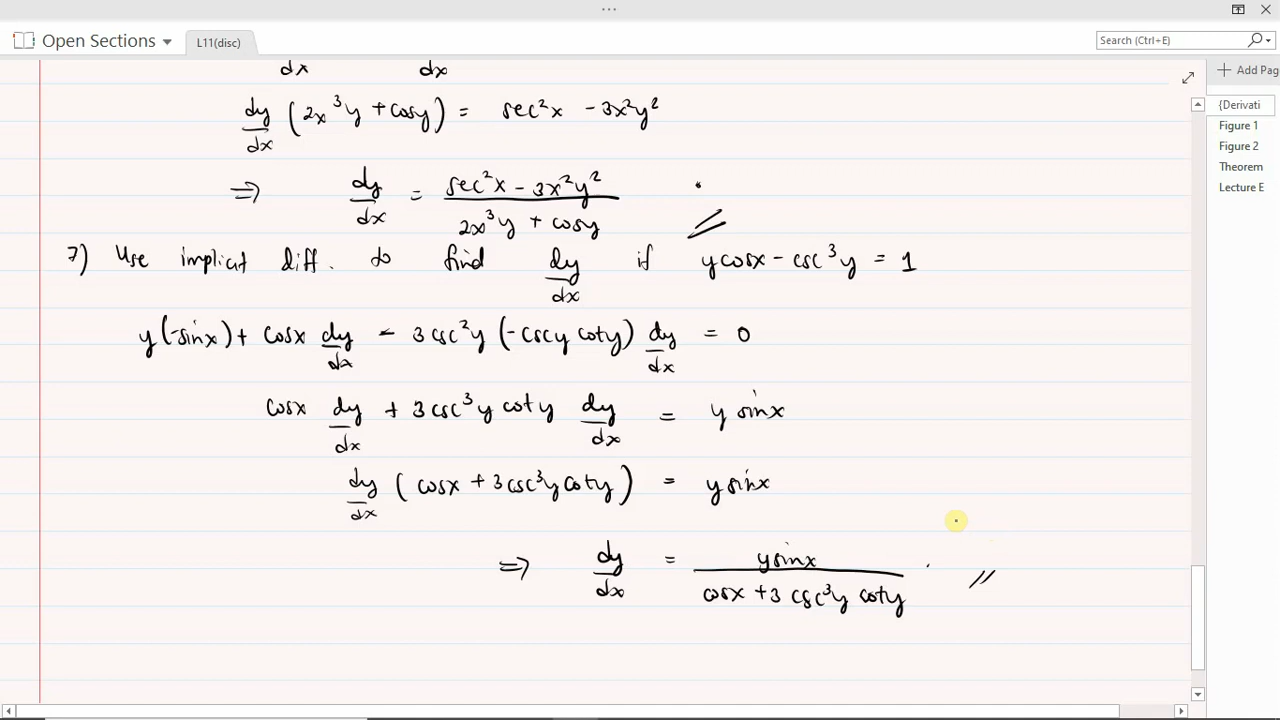 Open Sections
L11(disc)
Search (Ctrl+E)
Add Pag
{Derivati
Figure 1
Figure 2
Theorem
Lecture E
dx dx
dy/dx (2x³y + cosy) = sec²x - 3x²y²
⇒ dy/dx = (sec²x - 3x²y²)/(2x³y + cosy) .
7) Use implicit diff. to find dy/dx if ycosx - csc³y = 1
y(-sinx) + cosx dy/dx - 3csc²y (-cscy coty) dy/dx = 0
cosx dy/dx + 3csc³y coty dy/dx = y sinx
dy/dx (cosx + 3csc³y coty) = ysinx
⇒ dy/dx = ysinx/(cosx + 3 csc³y coty) .